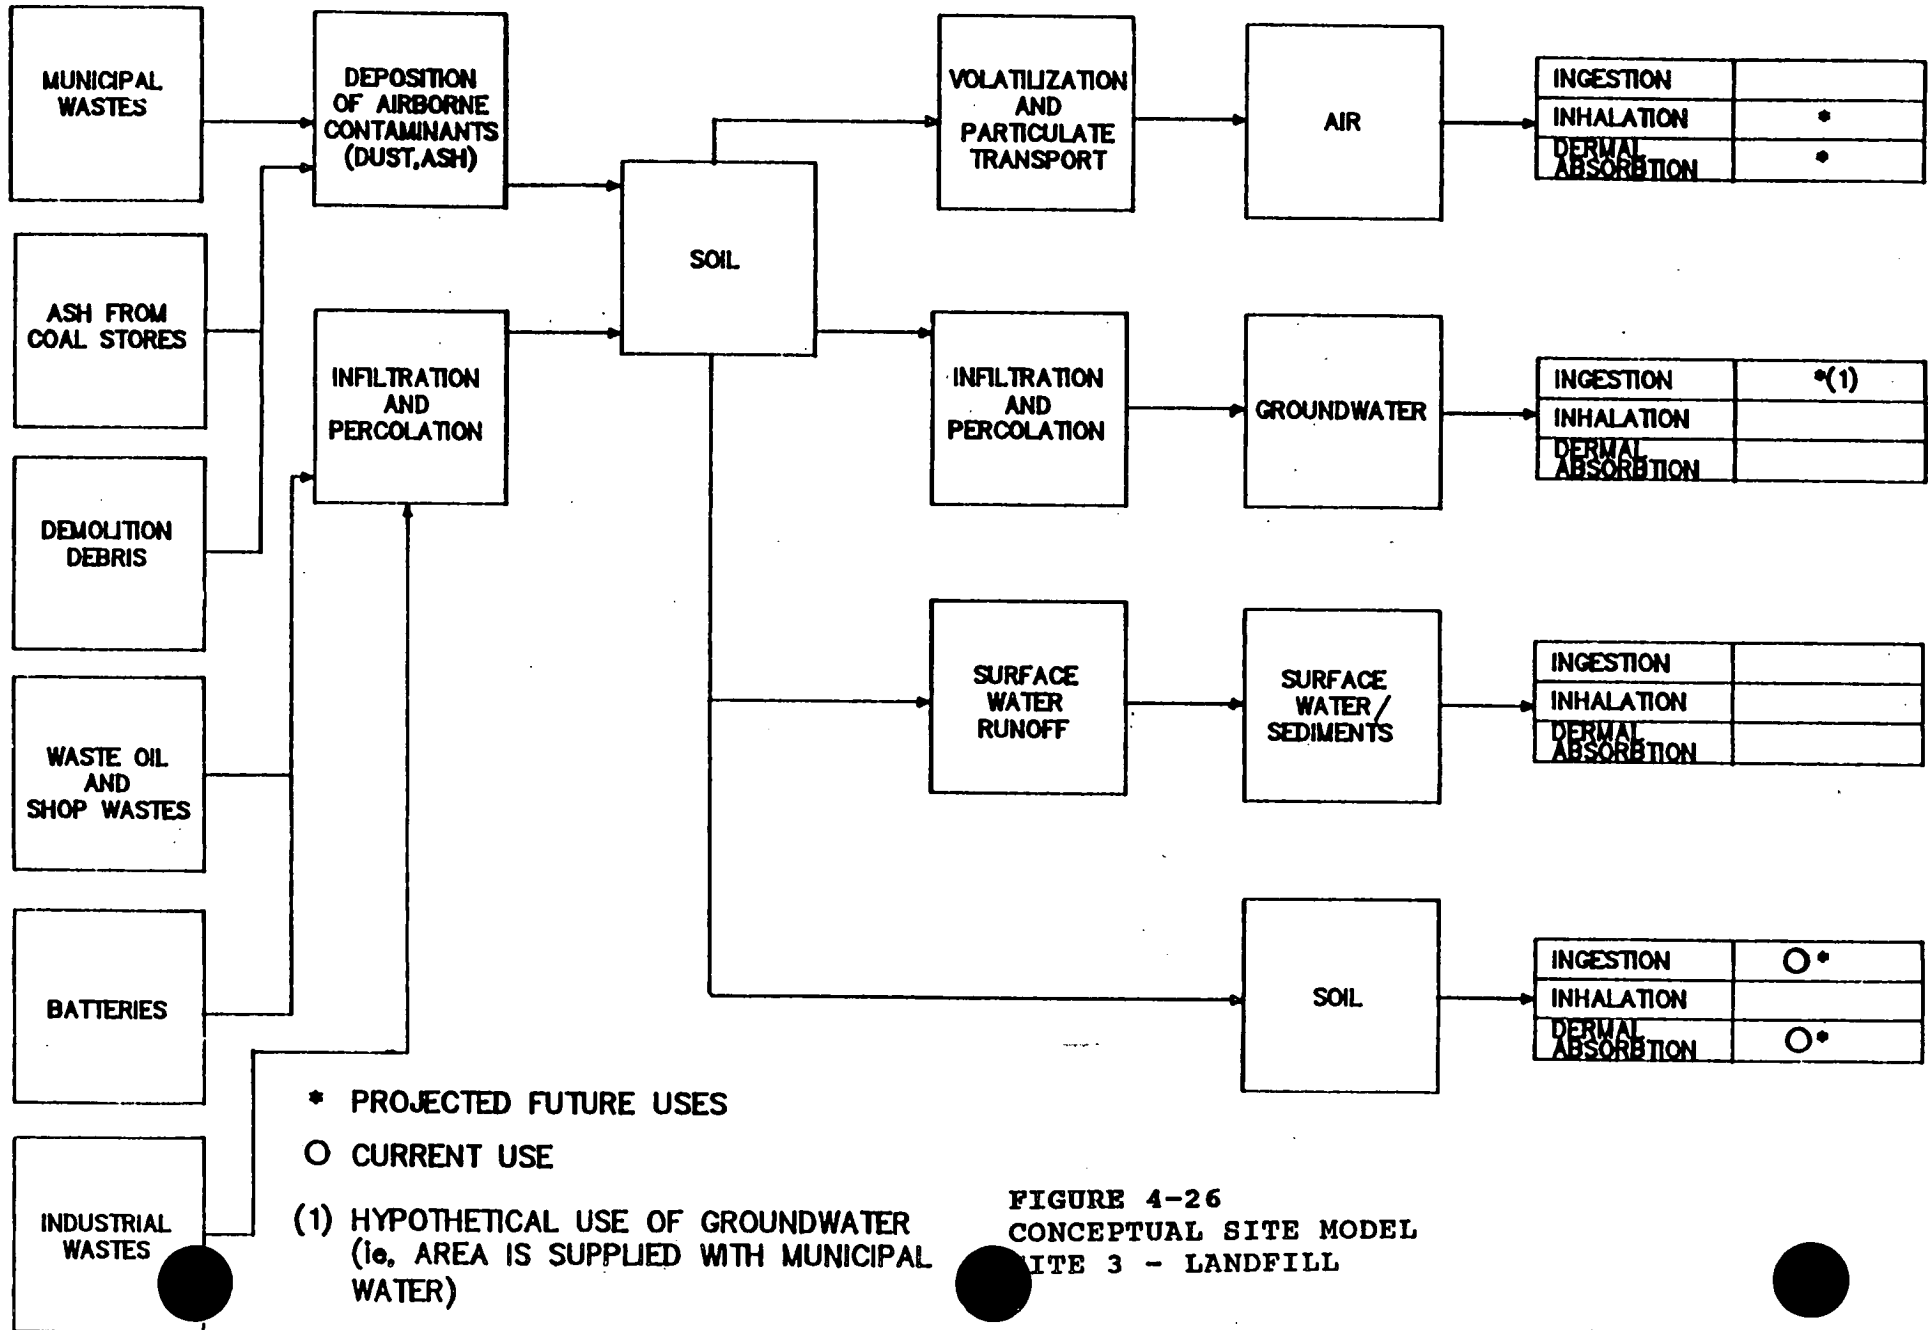 MUNICIPAL
WASTES
ASH FROM
COAL STORES
DEMOLITION
DEBRIS
WASTE OIL
AND
SHOP WASTES
BATTERIES
INDUSTRIAL
WASTES
DEPOSITION
OF AIRBORNE
CONTAMINANTS
(DUST,ASH)
INFILTRATION
AND
PERCOLATION
SOIL
VOLATILIZATION
AND
PARTICULATE
TRANSPORT
INFILTRATION
AND
PERCOLATION
SURFACE
WATER
RUNOFF
AIR
GROUNDWATER
SURFACE
WATER/
SEDIMENTS
SOIL
INGESTION
INHALATION *
DERMAL
ABSORBTION *
INGESTION *(1)
INHALATION
DERMAL
ABSORBTION
INGESTION
INHALATION
DERMAL
ABSORBTION
INGESTION O*
INHALATION
DERMAL
ABSORBTION O*
* PROJECTED FUTURE USES
O CURRENT USE
(1) HYPOTHETICAL USE OF GROUNDWATER
(ie, AREA IS SUPPLIED WITH MUNICIPAL
WATER)
FIGURE 4-26
CONCEPTUAL SITE MODEL
ITE 3 - LANDFILL